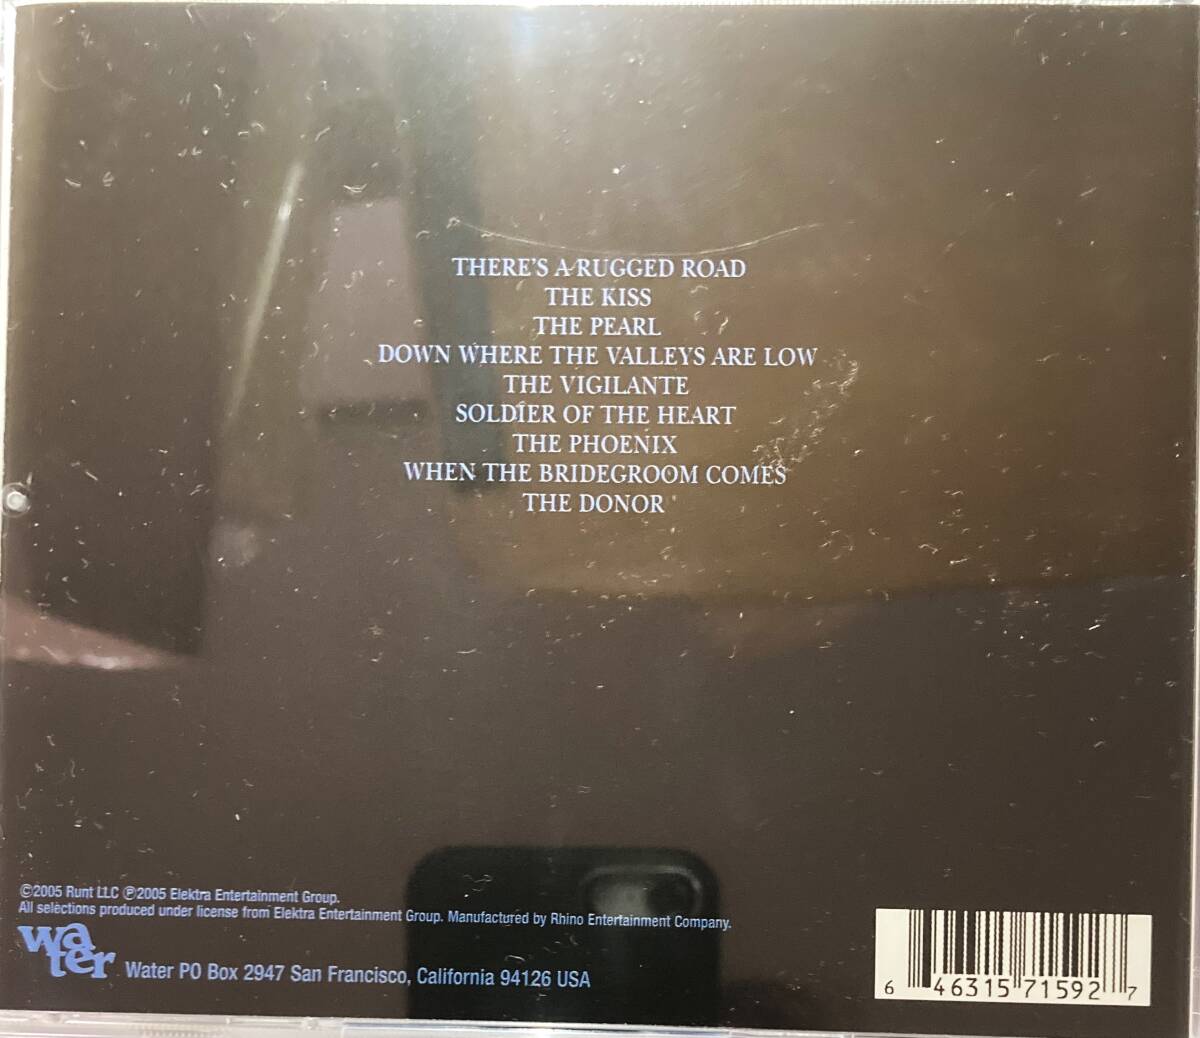 THERE'S A RUGGED ROAD
THE KISS
THE PEARL
DOWN WHERE THE VALLEYS ARE LOW
THE VIGILANTE
SOLDIER OF THE HEART
THE PHOENIX
WHEN THE BRIDEGROOM COMES
THE DONOR
©2005 Runt LLC ℗2005 Elektra Entertainment Group.
All selections produced under license from Elektra Entertainment Group. Manufactured by Rhino Entertainment Company.
water
Water PO Box 2947 San Francisco, California 94126 USA
6 46315 71592 7